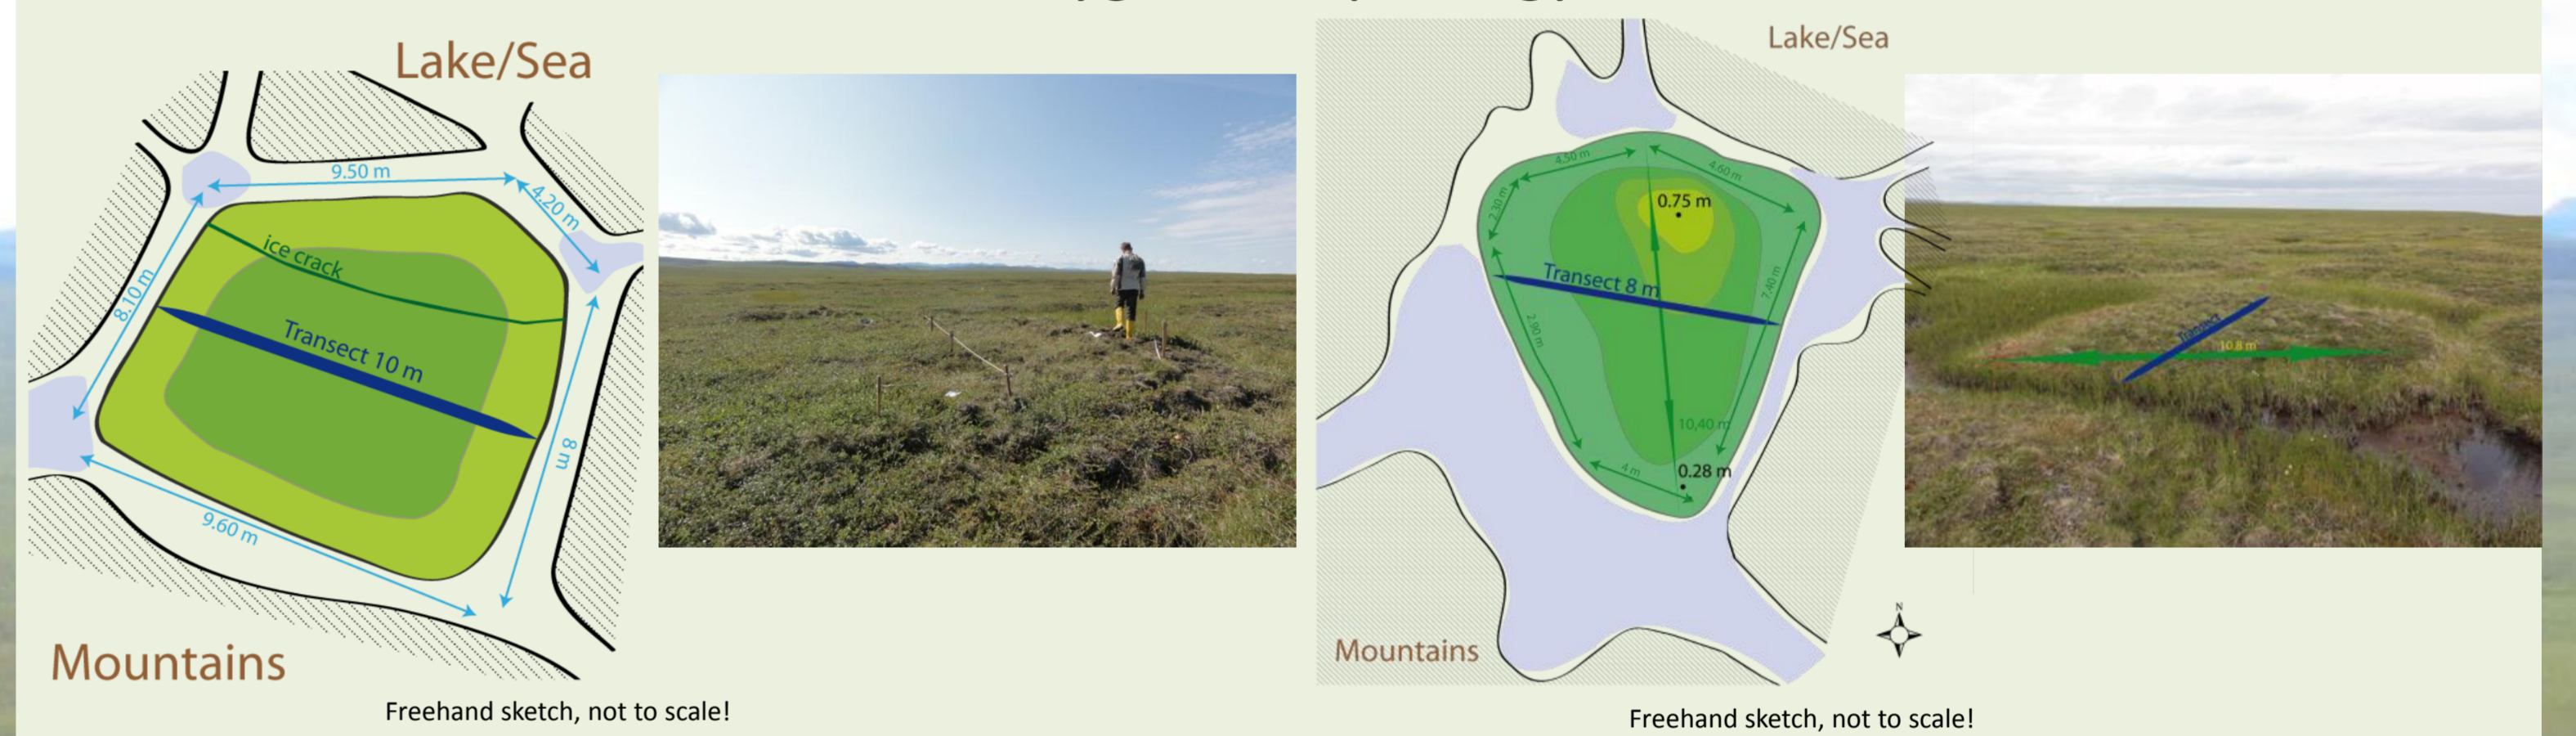 Lake/Sea
9.50 m
4.20 m
ice crack
8.10 m
Transect 10 m
8 m
9.60 m
Mountains
Freehand sketch, not to scale!
Lake/Sea
4.50 m
4.60 m
2.30 m
0.75 m
Transect 8 m
7.40 m
2.90 m
10,40 m
4 m
0.28 m
Mountains
N
Freehand sketch, not to scale!
Transect
10.8 m